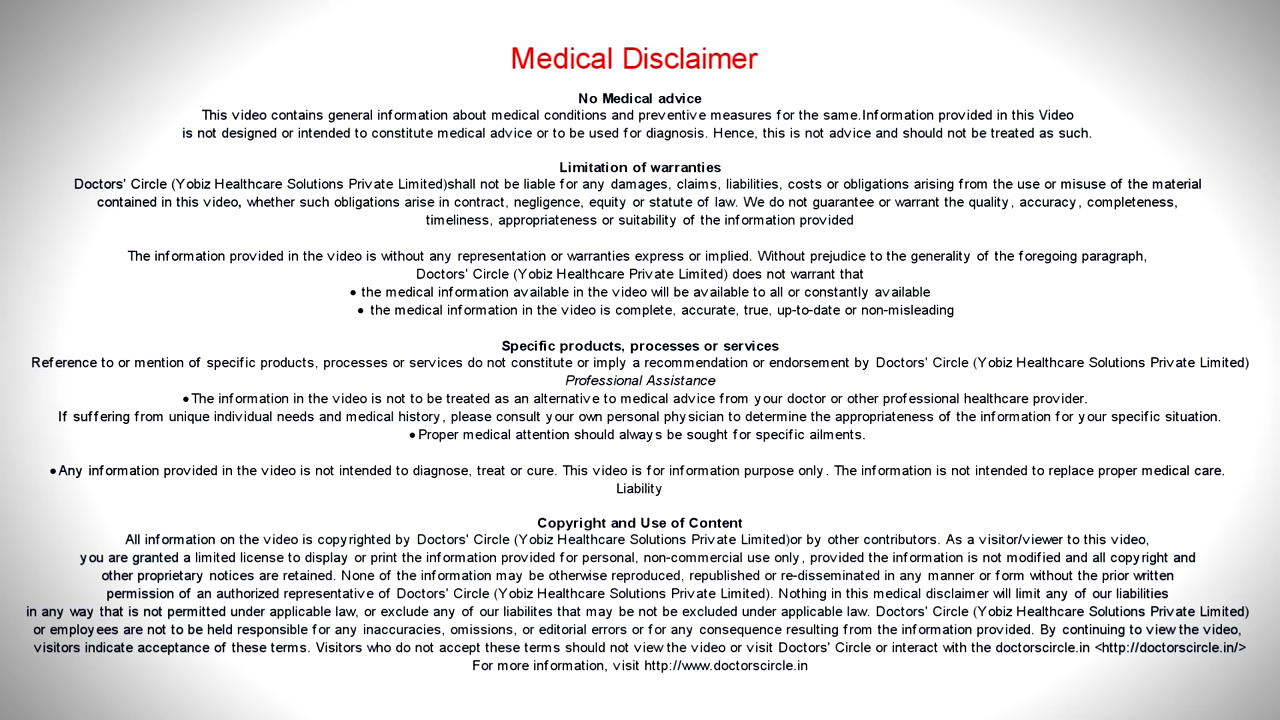 Medical Disclaimer
No Medical advice
This video contains general information about medical conditions and preventive measures for the same.Information provided in this Video
is not designed or intended to constitute medical advice or to be used for diagnosis. Hence, this is not advice and should not be treated as such.
Limitation of warranties
Doctors' Circle (Yobiz Healthcare Solutions Private Limited)shall not be liable for any damages, claims, liabilities, costs or obligations arising from the use or misuse of the material
contained in this video, whether such obligations arise in contract, negligence, equity or statute of law. We do not guarantee or warrant the quality, accuracy, completeness,
timeliness, appropriateness or suitability of the information provided
The information provided in the video is without any representation or warranties express or implied. Without prejudice to the generality of the foregoing paragraph,
Doctors' Circle (Yobiz Healthcare Private Limited) does not warrant that
• the medical information available in the video will be available to all or constantly available
• the medical information in the video is complete, accurate, true, up-to-date or non-misleading
Specific products, processes or services
Reference to or mention of specific products, processes or services do not constitute or imply a recommendation or endorsement by Doctors' Circle (Yobiz Healthcare Solutions Private Limited)
Professional Assistance
•The information in the video is not to be treated as an alternative to medical advice from your doctor or other professional healthcare provider.
If suffering from unique individual needs and medical history, please consult your own personal physician to determine the appropriateness of the information for your specific situation.
•Proper medical attention should always be sought for specific ailments.
•Any information provided in the video is not intended to diagnose, treat or cure. This video is for information purpose only. The information is not intended to replace proper medical care.
Liability
Copyright and Use of Content
All information on the video is copyrighted by Doctors' Circle (Yobiz Healthcare Solutions Private Limited)or by other contributors. As a visitor/viewer to this video,
you are granted a limited license to display or print the information provided for personal, non-commercial use only, provided the information is not modified and all copyright and
other proprietary notices are retained. None of the information may be otherwise reproduced, republished or re-disseminated in any manner or form without the prior written
permission of an authorized representative of Doctors' Circle (Yobiz Healthcare Solutions Private Limited). Nothing in this medical disclaimer will limit any of our liabilities
in any way that is not permitted under applicable law, or exclude any of our liabilites that may be not be excluded under applicable law. Doctors' Circle (Yobiz Healthcare Solutions Private Limited)
or employees are not to be held responsible for any inaccuracies, omissions, or editorial errors or for any consequence resulting from the information provided. By continuing to view the video,
visitors indicate acceptance of these terms. Visitors who do not accept these terms should not view the video or visit Doctors' Circle or interact with the doctorscircle.in <http://doctorscircle.in/>
For more information, visit http://www.doctorscircle.in